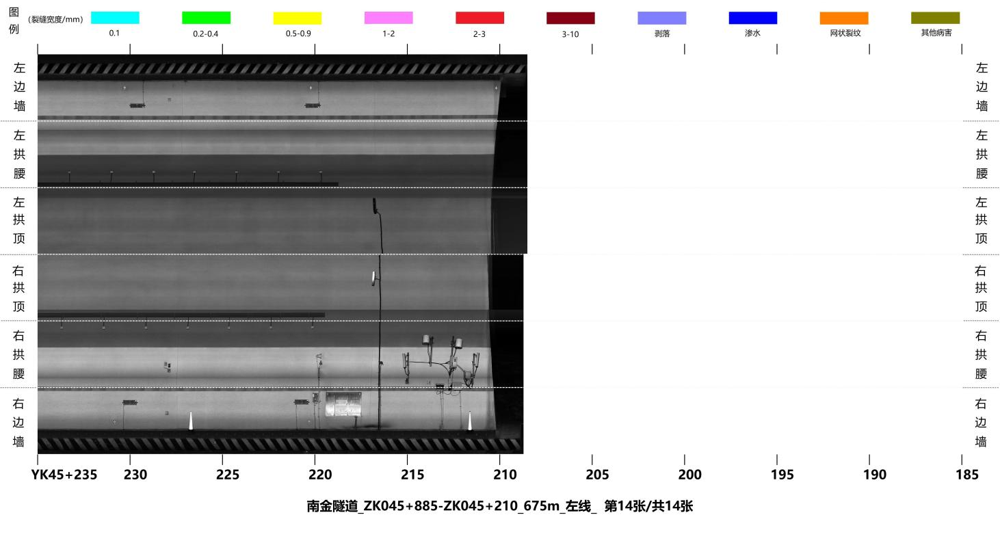 图例
(裂缝宽度/mm)
0.1
0.2-0.4
0.5-0.9
1-2
2-3
3-10
剥落
渗水
网状裂纹
其他病害
左边墙
左边墙
左拱腰
左拱腰
左拱顶
左拱顶
右拱顶
右拱顶
右拱腰
右拱腰
右边墙
右边墙
YK45+235 230 225 220 215 210 205 200 195 190 185
南金隧道_ZK045+885-ZK045+210_675m_左线_ 第14张/共14张